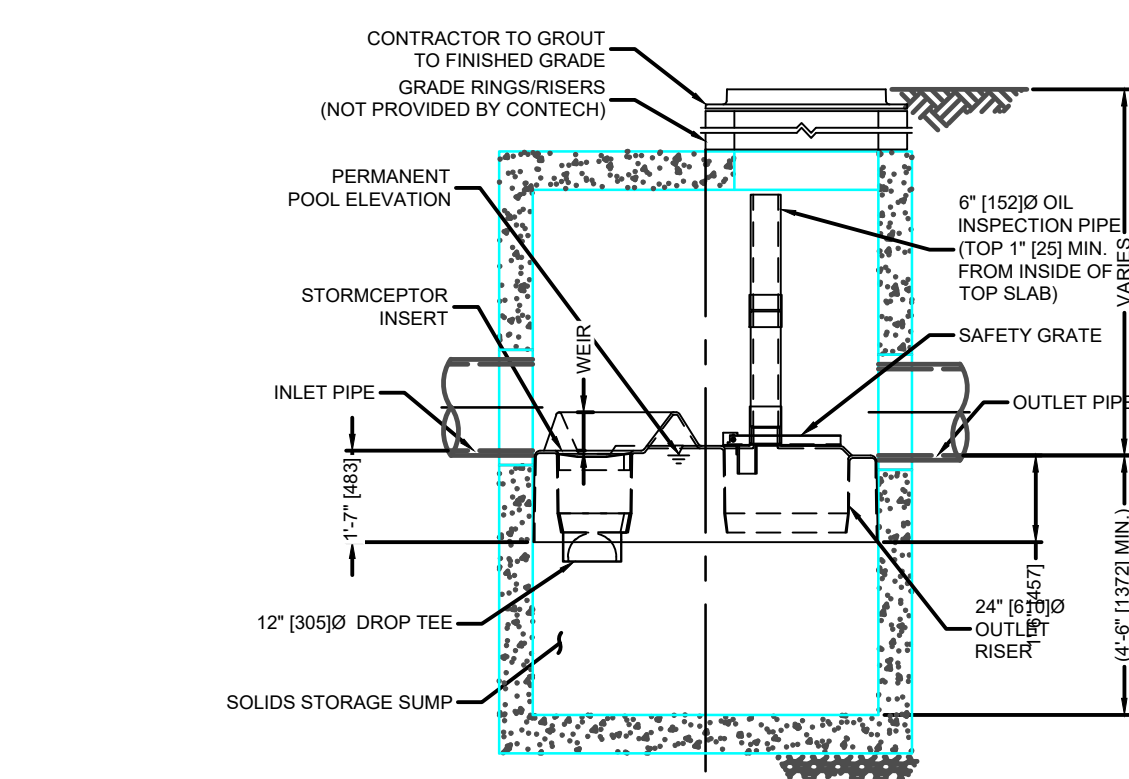 CONTRACTOR TO GROUT
TO FINISHED GRADE
GRADE RINGS/RISERS
(NOT PROVIDED BY CONTECH)
PERMANENT
POOL ELEVATION
STORMCEPTOR
INSERT
WEIR
INLET PIPE
1'-7" [483]
12" [305]Ø DROP TEE
SOLIDS STORAGE SUMP
6" [152]Ø OIL
INSPECTION PIPE
(TOP 1" [25] MIN.
FROM INSIDE OF
TOP SLAB)
VARIES
SAFETY GRATE
OUTLET PIPE
24" [610]Ø
OUTLET
RISER
[457]
(4'-6" [1372] MIN.)